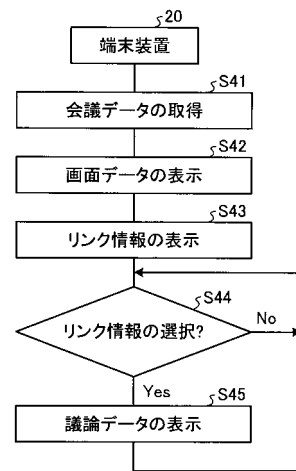 20
端末装置
S41
会議データの取得
S42
画面データの表示
S43
リンク情報の表示
S44
リンク情報の選択?
No
Yes
S45
議論データの表示